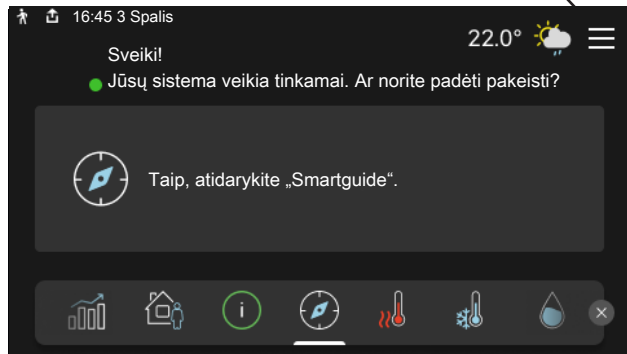 16:45 3 Spalis
22.0°
Sveiki!
Jūsų sistema veikia tinkamai. Ar norite padėti pakeisti?
Taip, atidarykite „Smartguide“.
i